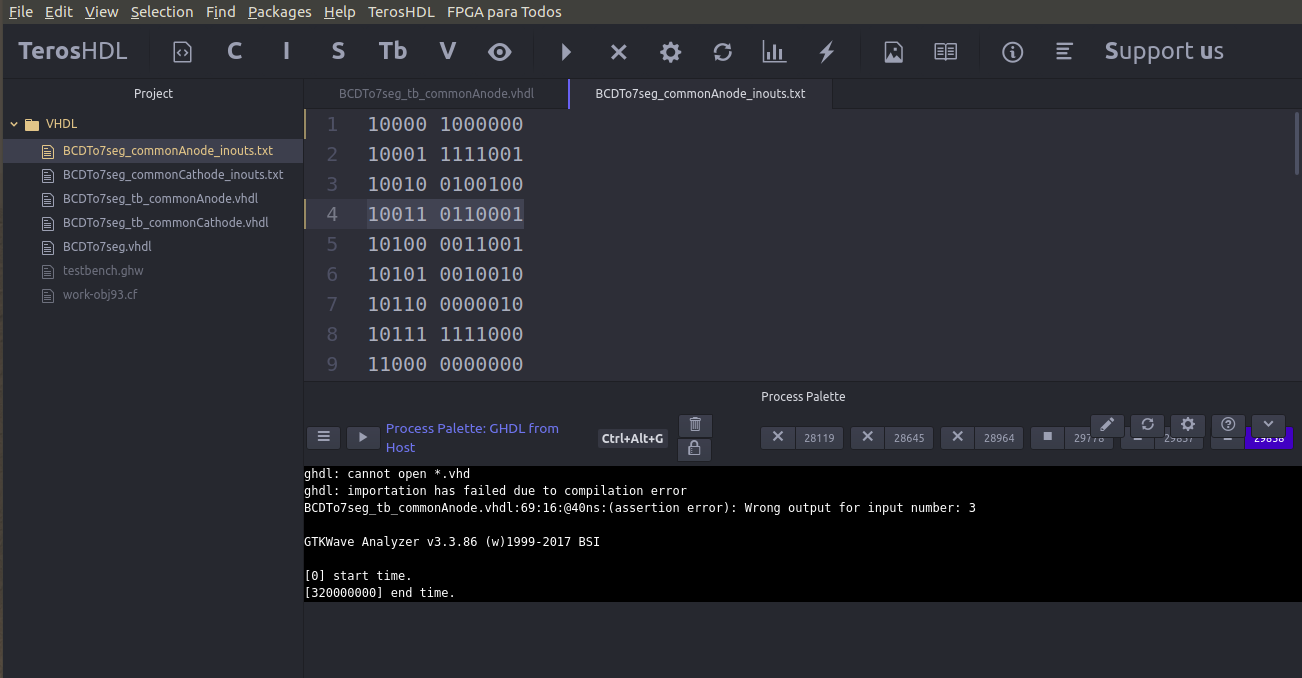 File Edit View Selection Find Packages Help TerosHDL FPGA para Todos
TerosHDL C I S Tb V Support us
Project
VHDL
BCDTo7seg_commonAnode_inouts.txt
BCDTo7seg_commonCathode_inouts.txt
BCDTo7seg_tb_commonAnode.vhdl
BCDTo7seg_tb_commonCathode.vhdl
BCDTo7seg.vhdl
testbench.ghw
work-obj93.cf
BCDTo7seg_tb_commonAnode.vhdl BCDTo7seg_commonAnode_inouts.txt
1 10000 1000000
2 10001 1111001
3 10010 0100100
4 10011 0110001
5 10100 0011001
6 10101 0010010
7 10110 0000010
8 10111 1111000
9 11000 0000000
Process Palette
Process Palette: GHDL from
Host
Ctrl+Alt+G
28119 28645 28964 29778 29857 29858
ghdl: cannot open *.vhd
ghdl: importation has failed due to compilation error
BCDTo7seg_tb_commonAnode.vhdl:69:16:@40ns:(assertion error): Wrong output for input number: 3
GTKWave Analyzer v3.3.86 (w)1999-2017 BSI
[0] start time.
[320000000] end time.